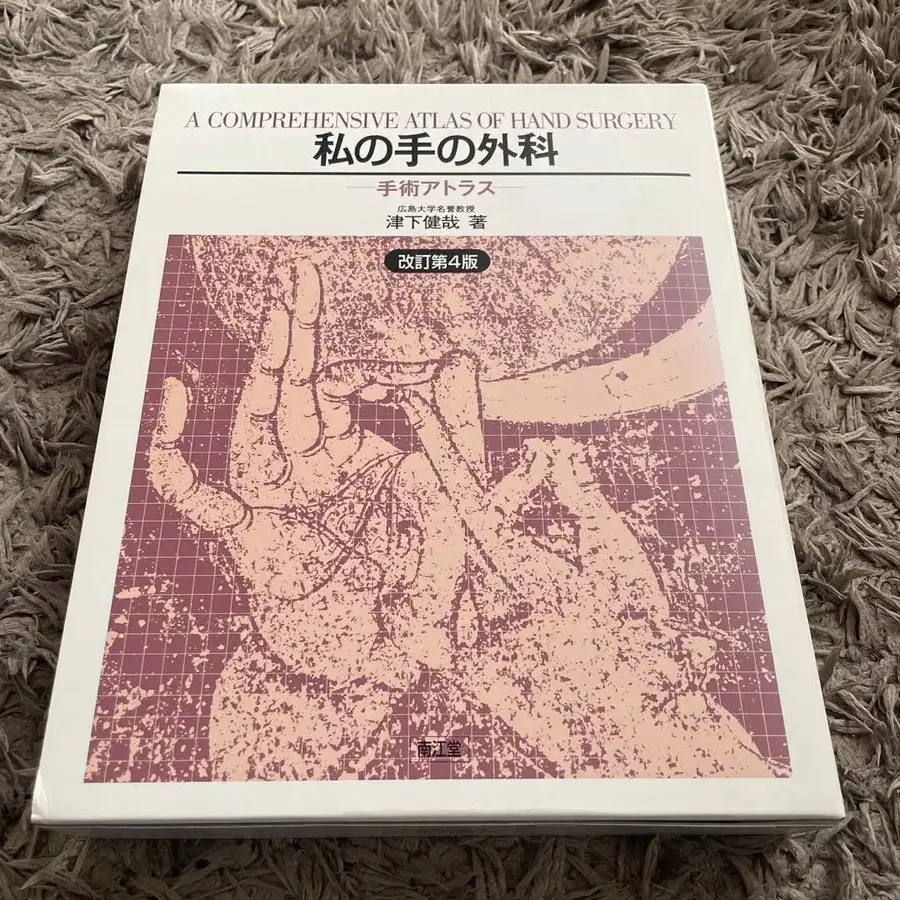 A COMPREHENSIVE ATLAS OF HAND SURGERY
私の手の外科
手術アトラス
広島大学名誉教授
津下健哉 著
改訂第4版
南江堂